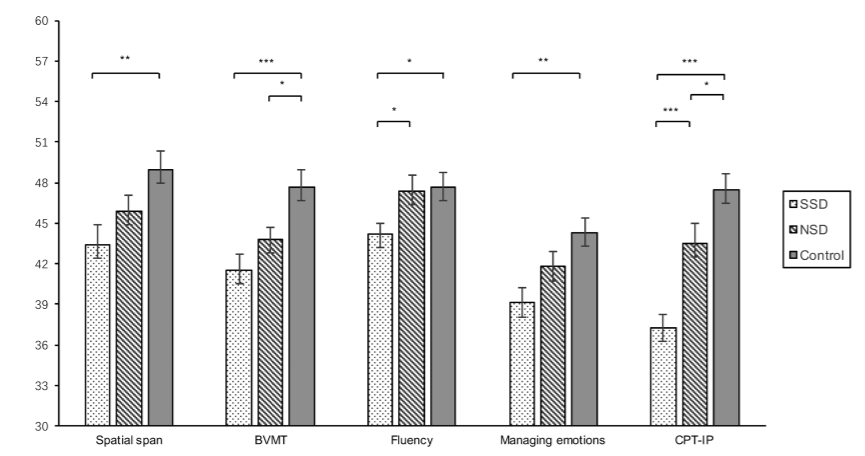 60
57
54
51
48
45
42
39
36
33
30
** *** * ** ***
* * *** *
SSD
NSD
Control
Spatial span BVMT Fluency Managing emotions CPT-IP